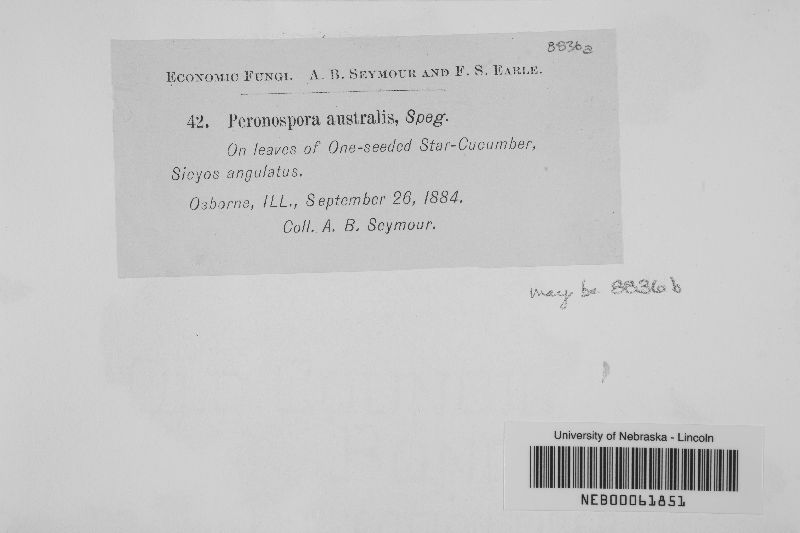 8836a
ECONOMIC FUNGI. A. B. SEYMOUR AND F. S. EARLE.
42. Peronospora australis, Speg.
On leaves of One-seeded Star-Cucumber,
Sicyos angulatus.
Osborne, ILL., September 26, 1884.
Coll. A. B. Seymour.
may be 8836b
University of Nebraska - Lincoln
NEB00061851